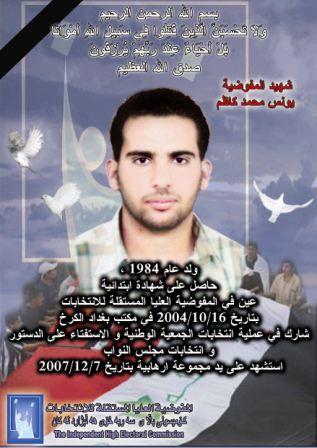 بسم الله الرحمن الرحيم
ولا تحسبن الذين قتلوا في سبيل الله أمواتا
بل أحياء عند ربهم يرزقون
صدق الله العظيم
شهيد المفوضية
يونس محمد كاظم
ولد عام 1984 ،
حاصل على شهادة ابتدائية
عين في المفوضية العليا المستقلة للانتخابات
بتاريخ 2004/10/16 في مكتب بغداد الكرخ
شارك في عملية انتخابات الجمعية الوطنية و الاستفتاء على الدستور
و انتخابات مجلس النواب
استشهد على يد مجموعة ارهابية بتاريخ 2007/12/7
المفوضية العليا المستقلة للانتخابات
The Independent High Electoral Commission